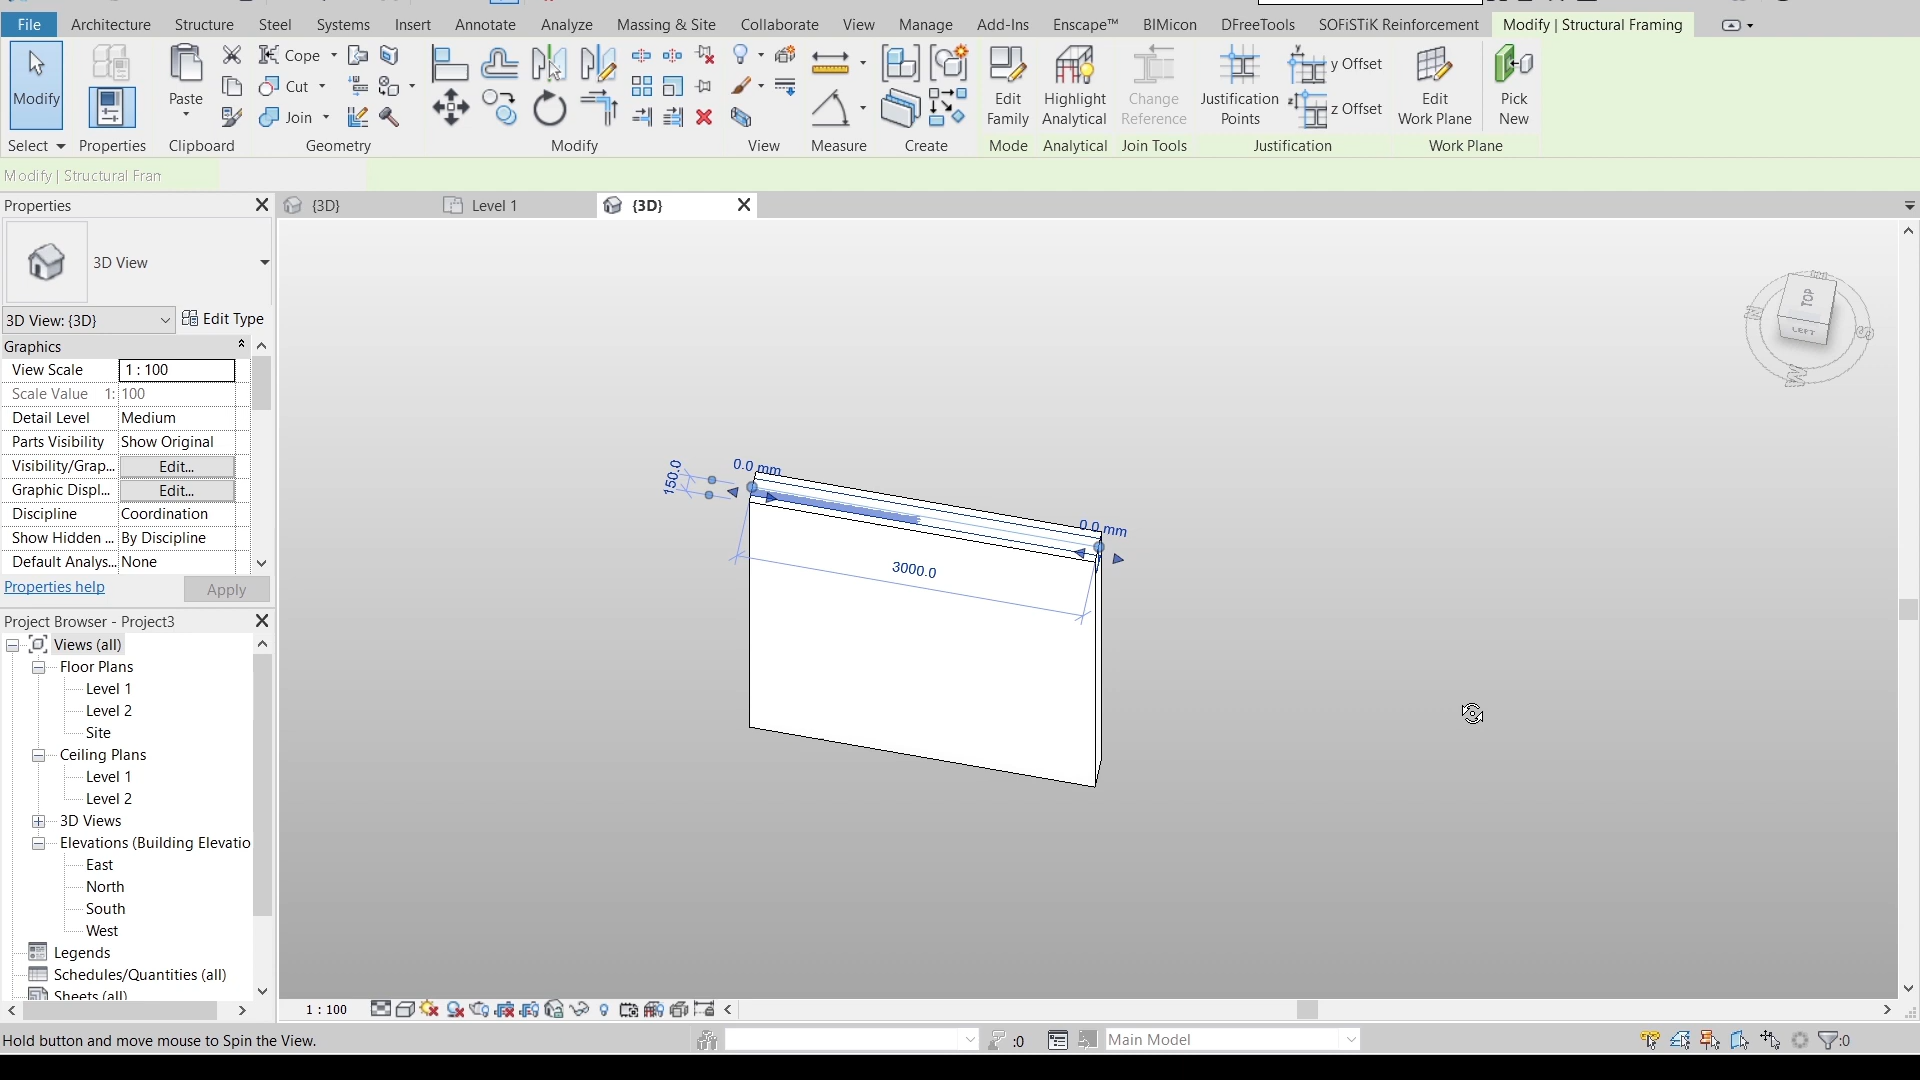 File Architecture Structure Steel Systems Insert Annotate Analyze Massing & Site Collaborate View Manage Add-Ins Enscape™ BIMicon DFreeTools SOFiSTiK Reinforcement Modify | Structural Framing
Modify
Paste
Cope
Cut
Join
Edit Family
Highlight Analytical
Change Reference
Justification Points
y Offset
z Offset
Edit Work Plane
Pick New
Select Properties Clipboard Geometry Modify View Measure Create Mode Analytical Join Tools Justification Work Plane
Modify | Structural Fram
Properties
{3D} Level 1 {3D}
3D View
3D View: {3D} Edit Type
Graphics
View Scale 1 : 100
Scale Value 1: 100
Detail Level Medium
Parts Visibility Show Original
Visibility/Grap... Edit...
Graphic Displ... Edit...
Discipline Coordination
Show Hidden ... By Discipline
Default Analys... None
Properties help Apply
Project Browser - Project3
Views (all)
Floor Plans
Level 1
Level 2
Site
Ceiling Plans
Level 1
Level 2
3D Views
Elevations (Building Elevatio
East
North
South
West
Legends
Schedules/Quantities (all)
Sheets (all)
150.0
0.0 mm
0.0 mm
3000.0
TOP
LEFT
1 : 100
Hold button and move mouse to Spin the View.
:0
Main Model
:0